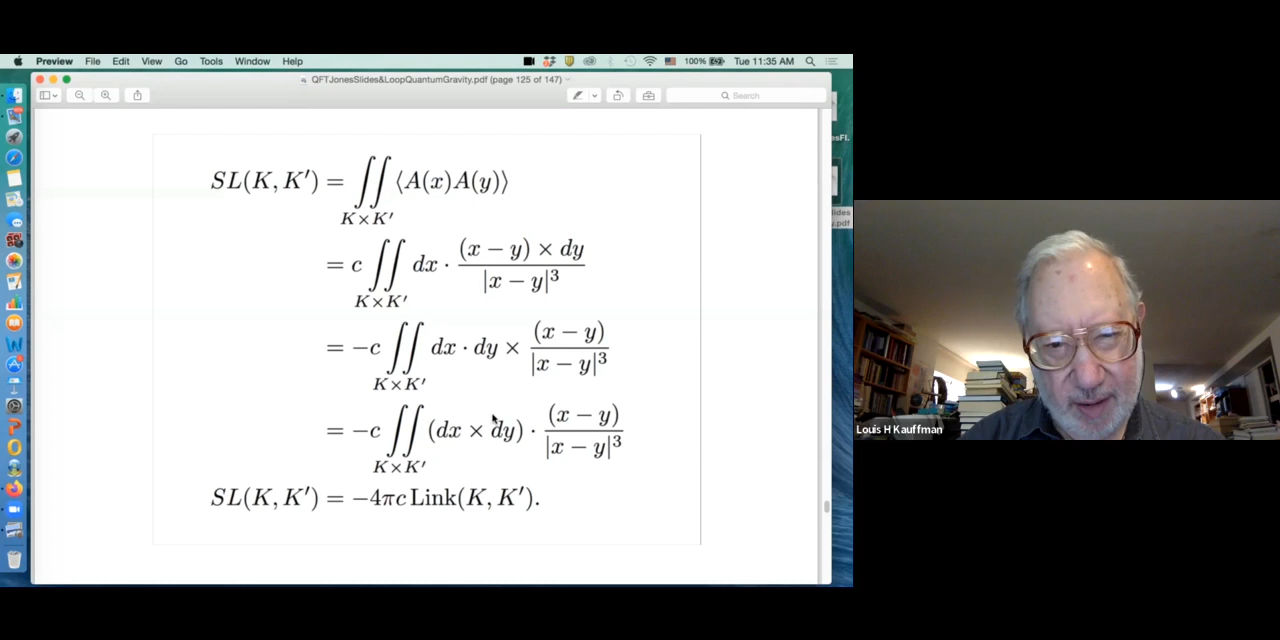 Preview File Edit View Go Tools Window Help 100% Tue 11:35 AM
QFTJonesSlides&LoopQuantumGravity.pdf (page 125 of 147)
Search
SL(K, K′) = ∬_{K×K′} ⟨A(x)A(y)⟩
= c ∬_{K×K′} dx · (x − y) × dy / |x − y|³
= −c ∬_{K×K′} dx · dy × (x − y) / |x − y|³
= −c ∬_{K×K′} (dx × dy) · (x − y) / |x − y|³
SL(K, K′) = −4πc Link(K, K′).
Louis H Kauffman